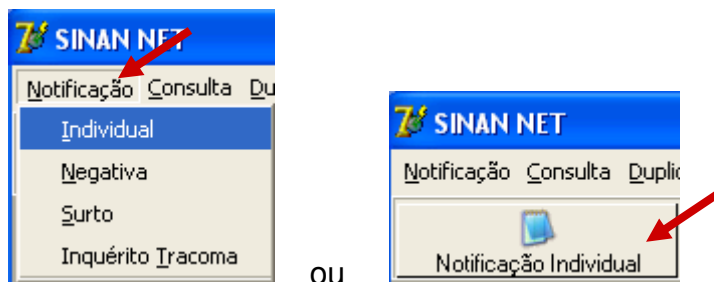 SINAN NET
Notificação Consulta Du
Individual
Negativa
Surto
Inquérito Tracoma
ou
SINAN NET
Notificação Consulta Duplic
Notificação Individual